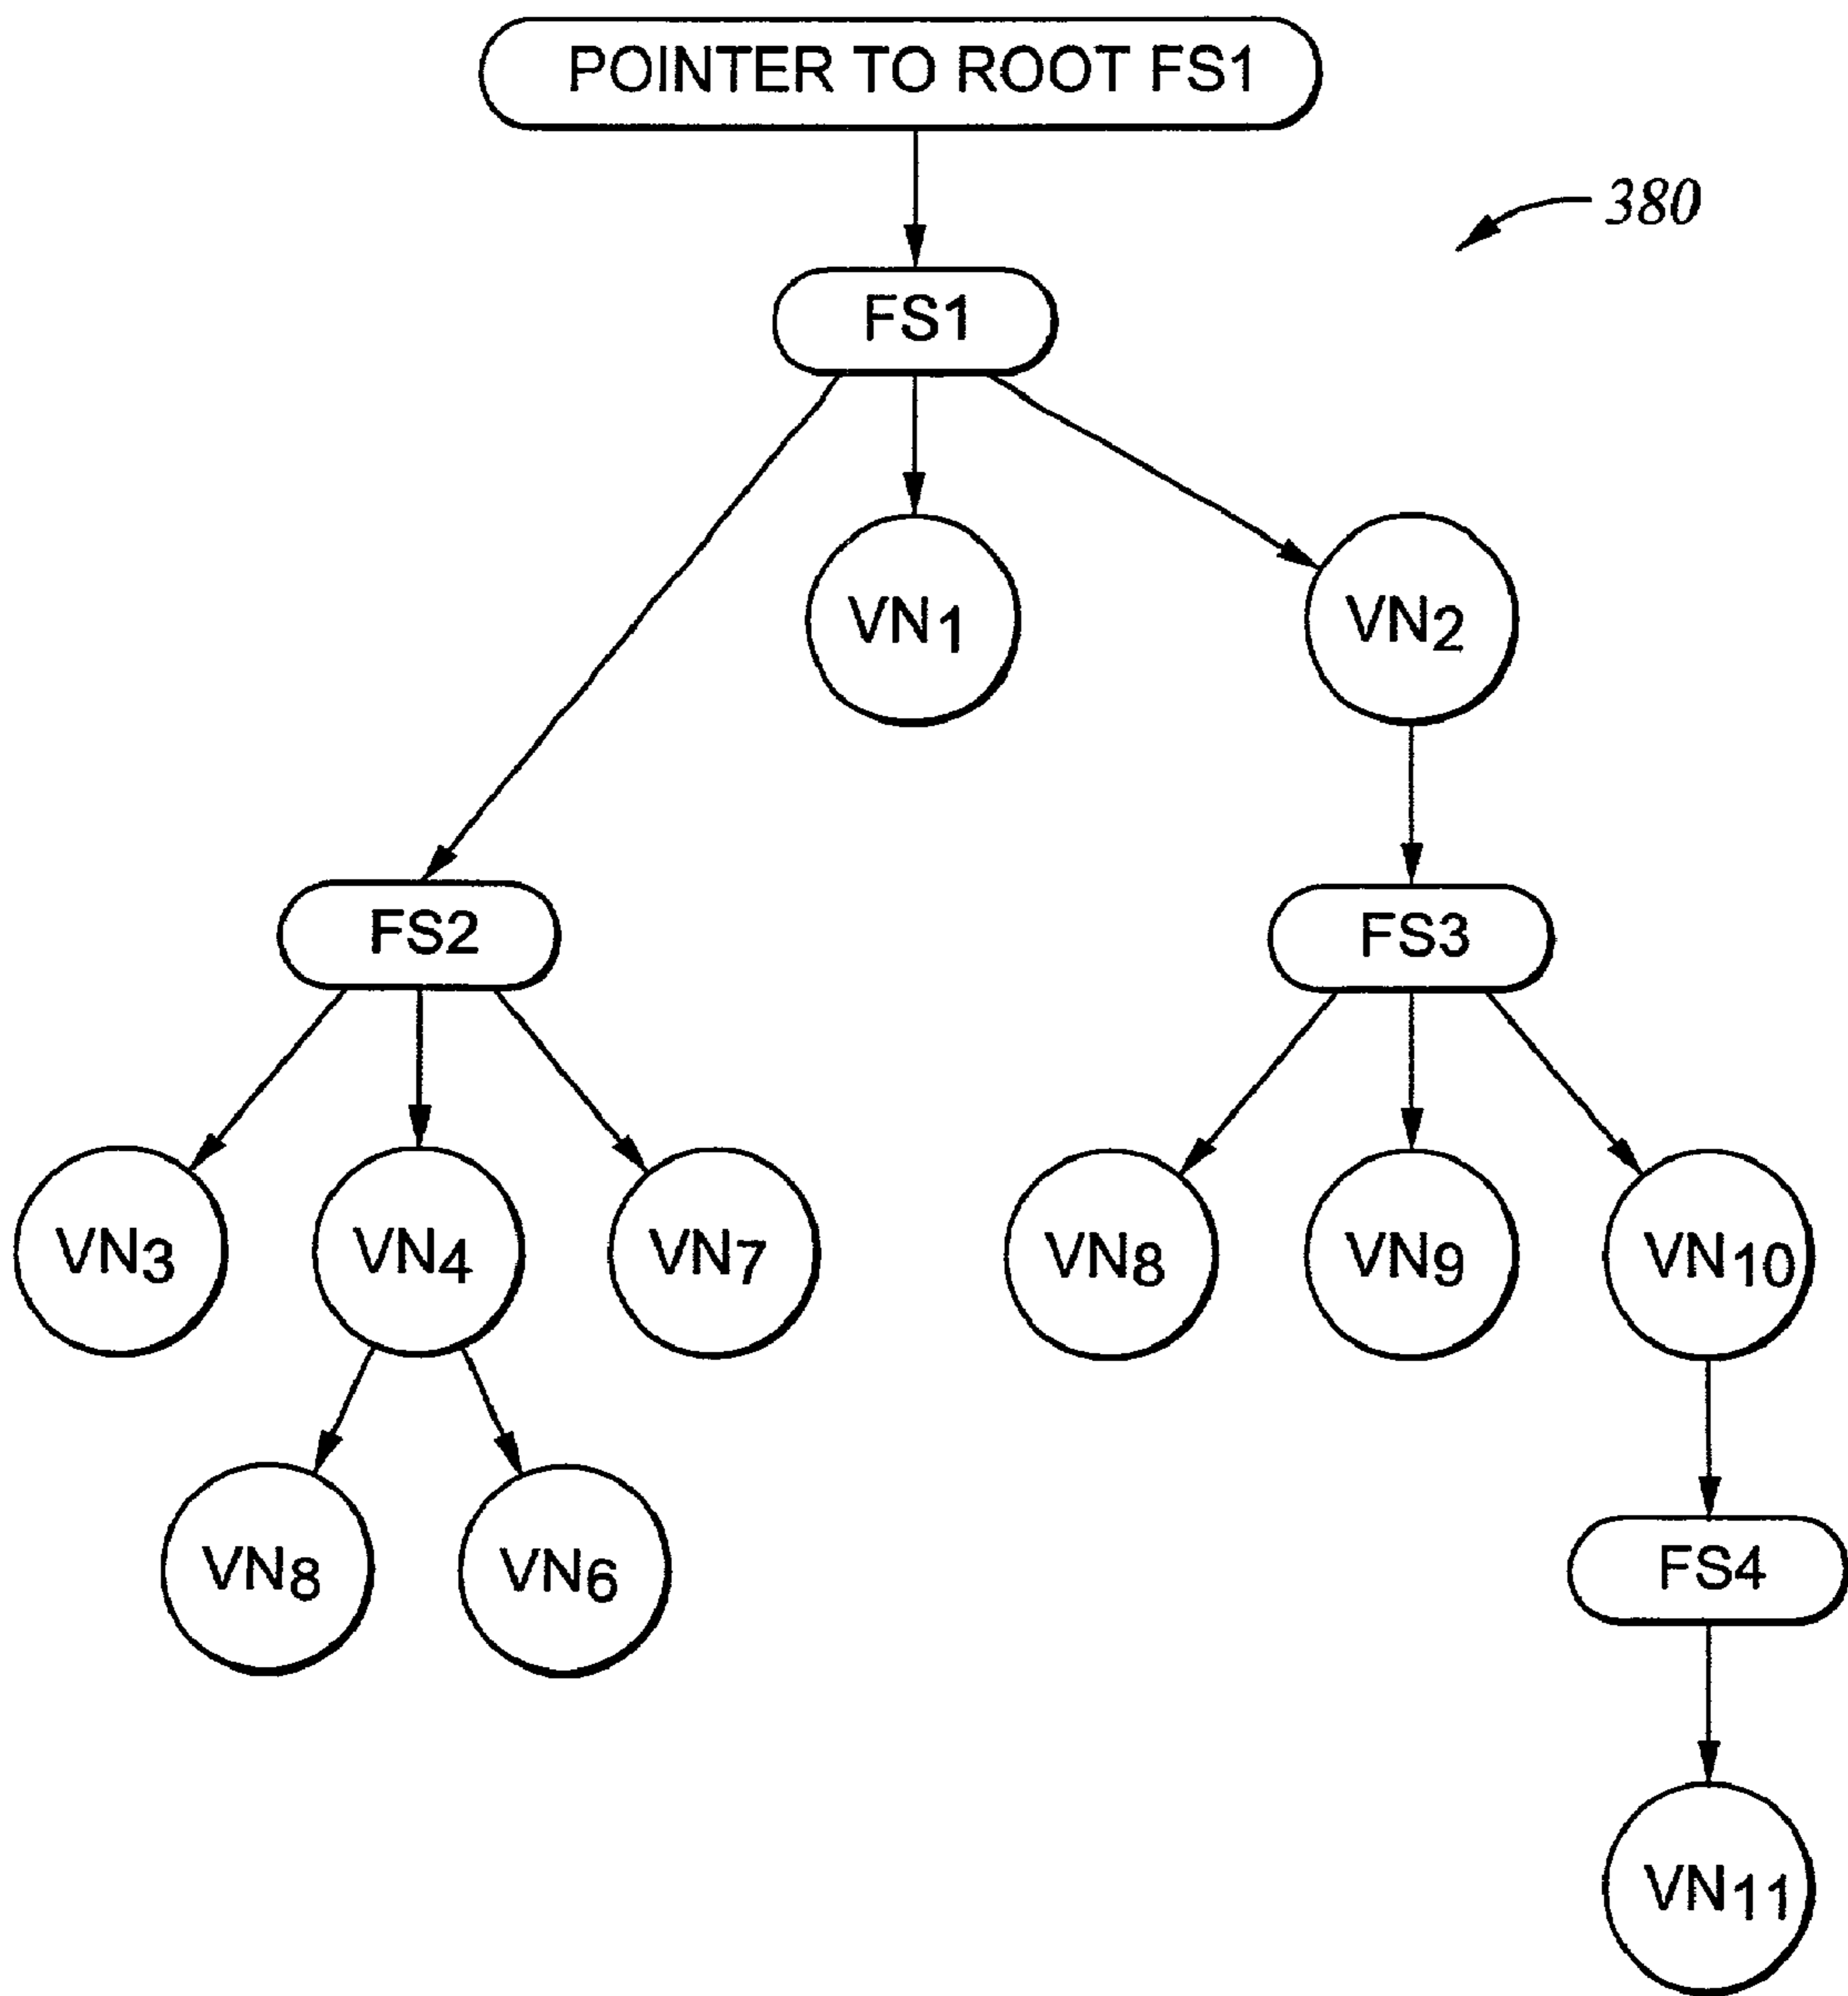 POINTER TO ROOT FS1
380
FS1
VN1
VN2
FS2
FS3
VN3
VN4
VN7
VN8
VN9
VN10
VN8
VN6
FS4
VN11